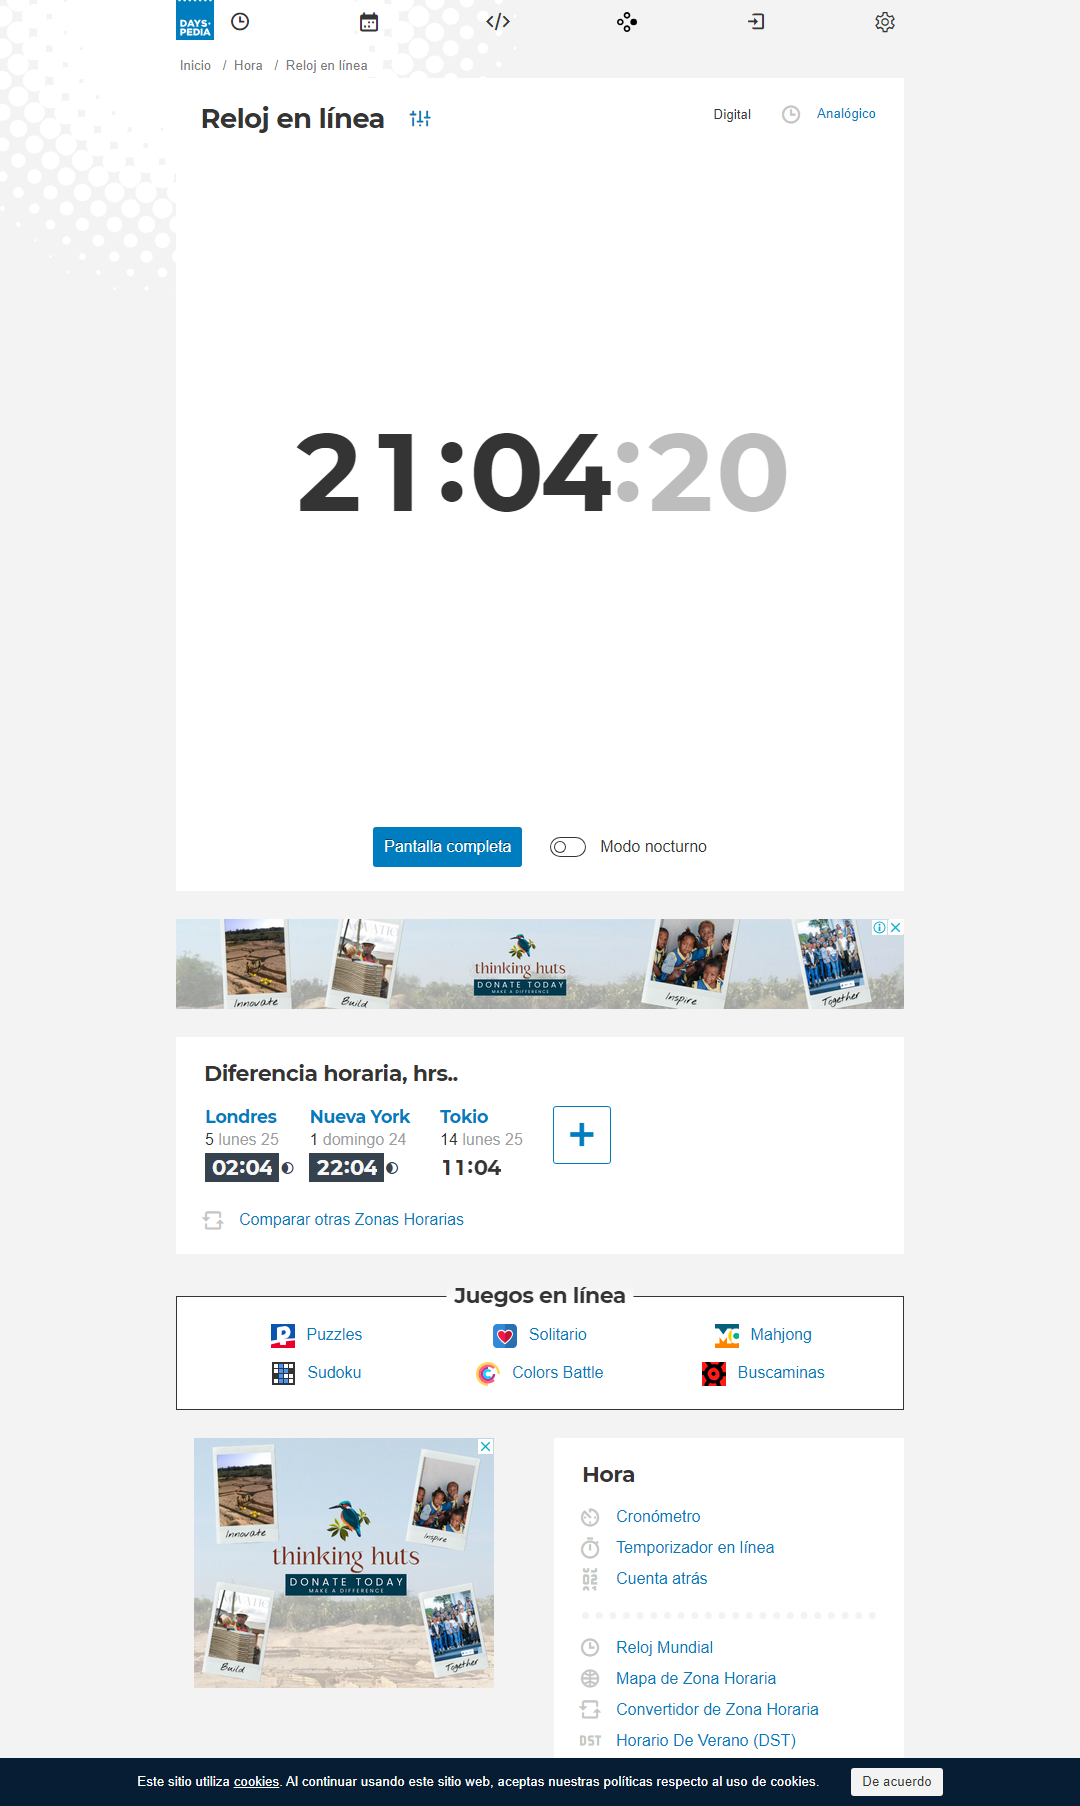 DAYS•
PEDIA
Inicio / Hora / Reloj en línea
Reloj en línea
Digital
Analógico
21:04:20
Pantalla completa
Modo nocturno
Innovate
Build
thinking huts
DONATE TODAY
MAKE A DIFFERENCE
Inspire
Together
Diferencia horaria, hrs..
Londres
5 lunes 25
02:04
Nueva York
1 domingo 24
22:04
Tokio
14 lunes 25
11:04
+
Comparar otras Zonas Horarias
Juegos en línea
Puzzles
Solitario
Mahjong
Sudoku
Colors Battle
Buscaminas
Innovate
Inspire
thinking huts
DONATE TODAY
MAKE A DIFFERENCE
Build
Together
Hora
Cronómetro
Temporizador en línea
Cuenta atrás
Reloj Mundial
Mapa de Zona Horaria
Convertidor de Zona Horaria
DST Horario De Verano (DST)
Este sitio utiliza cookies. Al continuar usando este sitio web, aceptas nuestras políticas respecto al uso de cookies.
De acuerdo